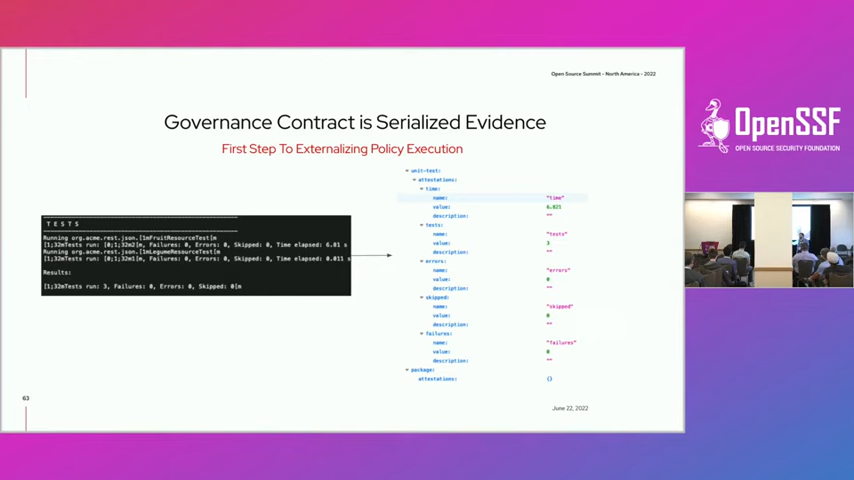 Open Source Summit - North America - 2022
Governance Contract is Serialized Evidence
First Step To Externalizing Policy Execution
T E S T S
Running org.acme.rest.json.[1mFruitResourceTest[m
[1;32mTests run: [0;1;32m2[m, Failures: 0, Errors: 0, Skipped: 0, Time elapsed: 6.81 s
Running org.acme.rest.json.[1mLegumeResourceTest[m
[1;32mTests run: [0;1;32m1[m, Failures: 0, Errors: 0, Skipped: 0, Time elapsed: 0.011 s
Results:
[1;32mTests run: 3, Failures: 0, Errors: 0, Skipped: 0[m
unit-test:
attestations:
time:
name: "time"
value: 6.821
description: ""
tests:
name: "tests"
value: 3
description: ""
errors:
name: "errors"
value: 0
description: ""
skipped:
name: "skipped"
value: 0
description: ""
failures:
name: "failures"
value: 0
description: ""
package:
attestations: {}
63
June 22, 2022
OpenSSF
OPEN SOURCE SECURITY FOUNDATION